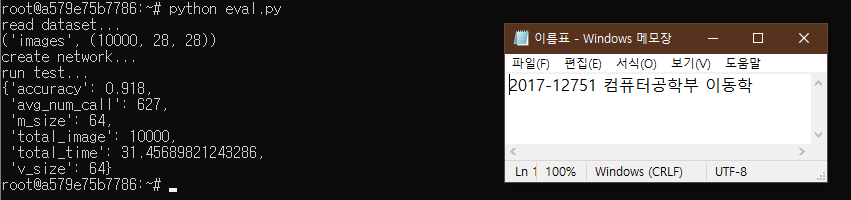 root@a579e75b7786:~# python eval.py
read dataset...
('images', (10000, 28, 28))
create network...
run test...
{'accuracy': 0.918,
 'avg_num_call': 627,
 'm_size': 64,
 'total_image': 10000,
 'total_time': 31.45689821243286,
 'v_size': 64}
root@a579e75b7786:~#
이름표 - Windows 메모장
파일(F) 편집(E) 서식(O) 보기(V) 도움말
2017-12751 컴퓨터공학부 이동학
Ln 1 100% Windows (CRLF) UTF-8